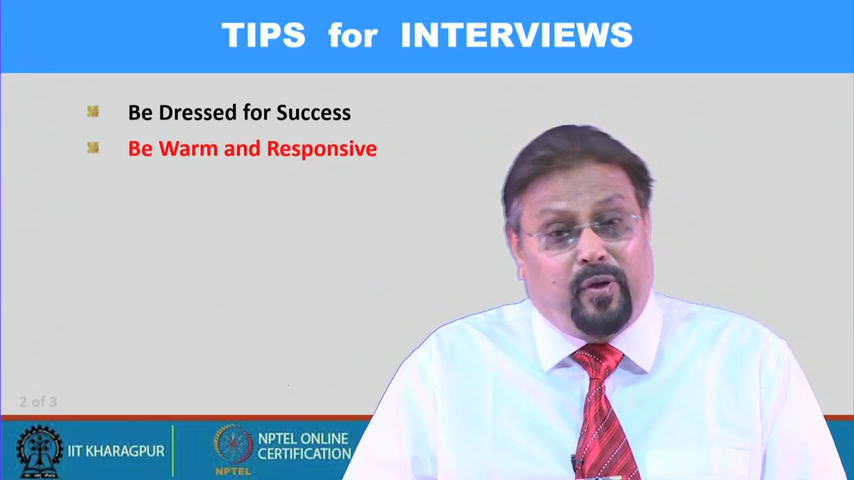 TIPS for INTERVIEWS
Be Dressed for Success
Be Warm and Responsive
2 of 3
IIT KHARAGPUR
NPTEL
NPTEL ONLINE
CERTIFICATION